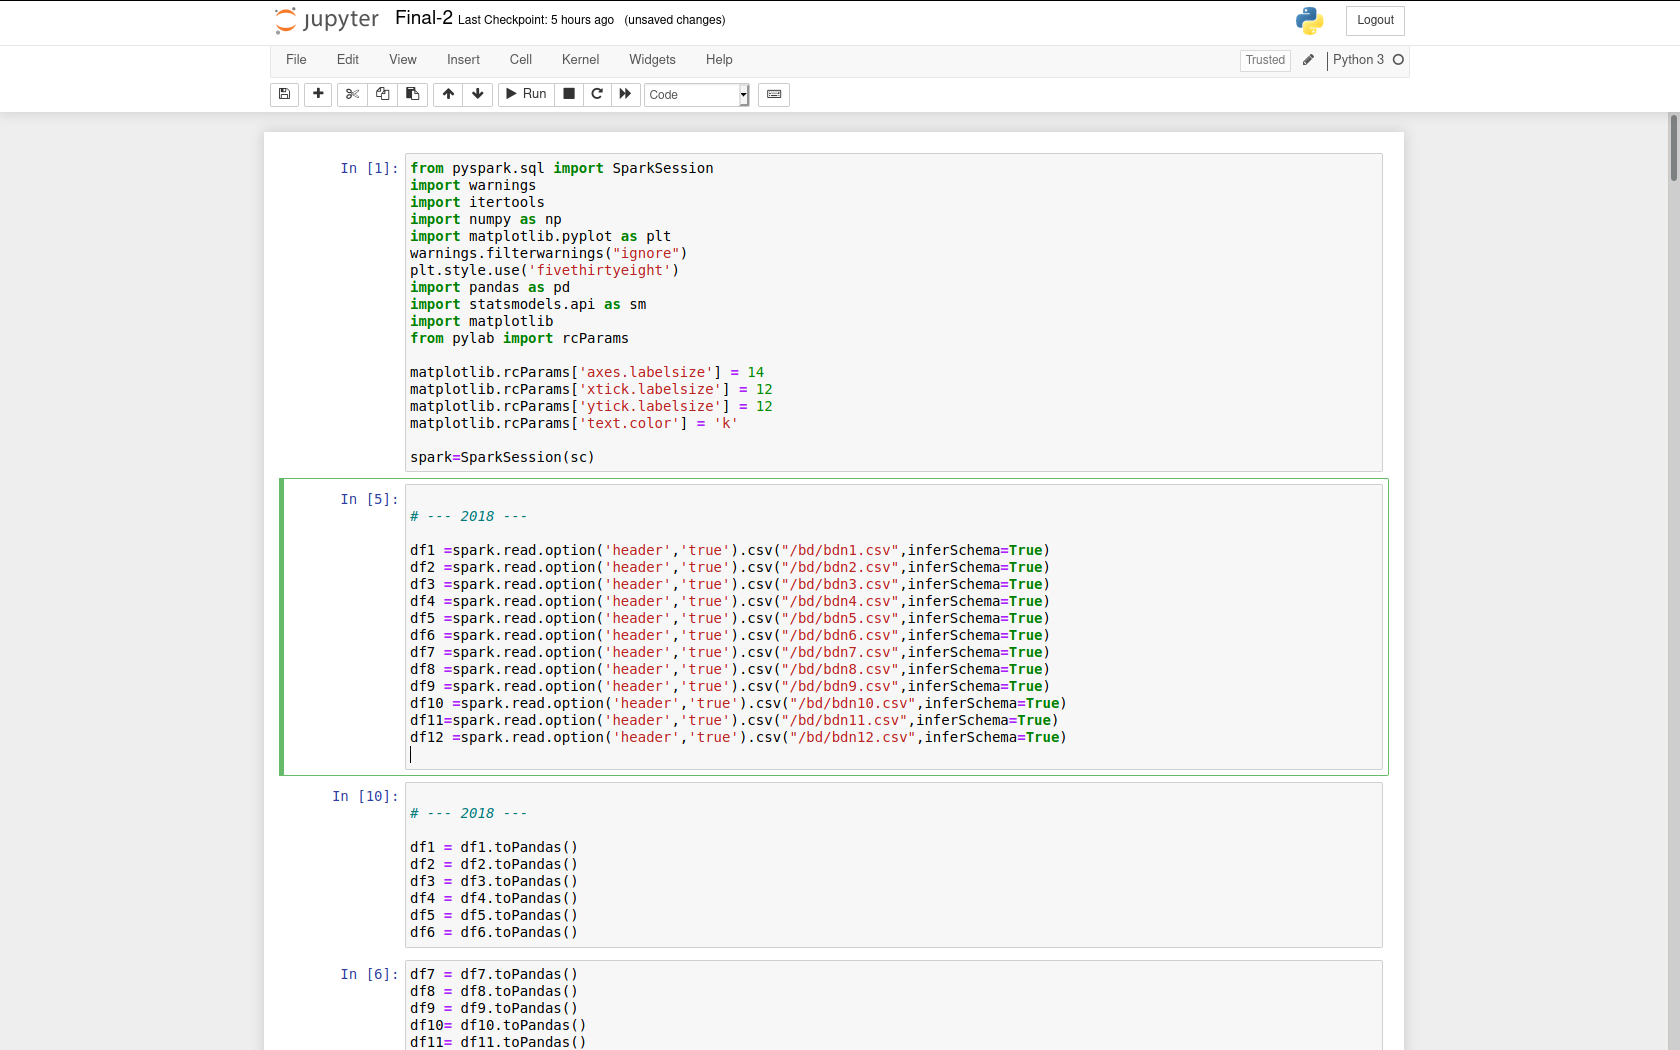 jupyter Final-2 Last Checkpoint: 5 hours ago (unsaved changes) Logout
File Edit View Insert Cell Kernel Widgets Help Trusted Python 3
Run Code
In [1]: from pyspark.sql import SparkSession
import warnings
import itertools
import numpy as np
import matplotlib.pyplot as plt
warnings.filterwarnings("ignore")
plt.style.use('fivethirtyeight')
import pandas as pd
import statsmodels.api as sm
import matplotlib
from pylab import rcParams
matplotlib.rcParams['axes.labelsize'] = 14
matplotlib.rcParams['xtick.labelsize'] = 12
matplotlib.rcParams['ytick.labelsize'] = 12
matplotlib.rcParams['text.color'] = 'k'
spark=SparkSession(sc)
In [5]:
# --- 2018 ---
df1 =spark.read.option('header','true').csv("/bd/bdn1.csv",inferSchema=True)
df2 =spark.read.option('header','true').csv("/bd/bdn2.csv",inferSchema=True)
df3 =spark.read.option('header','true').csv("/bd/bdn3.csv",inferSchema=True)
df4 =spark.read.option('header','true').csv("/bd/bdn4.csv",inferSchema=True)
df5 =spark.read.option('header','true').csv("/bd/bdn5.csv",inferSchema=True)
df6 =spark.read.option('header','true').csv("/bd/bdn6.csv",inferSchema=True)
df7 =spark.read.option('header','true').csv("/bd/bdn7.csv",inferSchema=True)
df8 =spark.read.option('header','true').csv("/bd/bdn8.csv",inferSchema=True)
df9 =spark.read.option('header','true').csv("/bd/bdn9.csv",inferSchema=True)
df10 =spark.read.option('header','true').csv("/bd/bdn10.csv",inferSchema=True)
df11=spark.read.option('header','true').csv("/bd/bdn11.csv",inferSchema=True)
df12 =spark.read.option('header','true').csv("/bd/bdn12.csv",inferSchema=True)
In [10]:
# --- 2018 ---
df1 = df1.toPandas()
df2 = df2.toPandas()
df3 = df3.toPandas()
df4 = df4.toPandas()
df5 = df5.toPandas()
df6 = df6.toPandas()
In [6]: df7 = df7.toPandas()
df8 = df8.toPandas()
df9 = df9.toPandas()
df10= df10.toPandas()
df11= df11.toPandas()